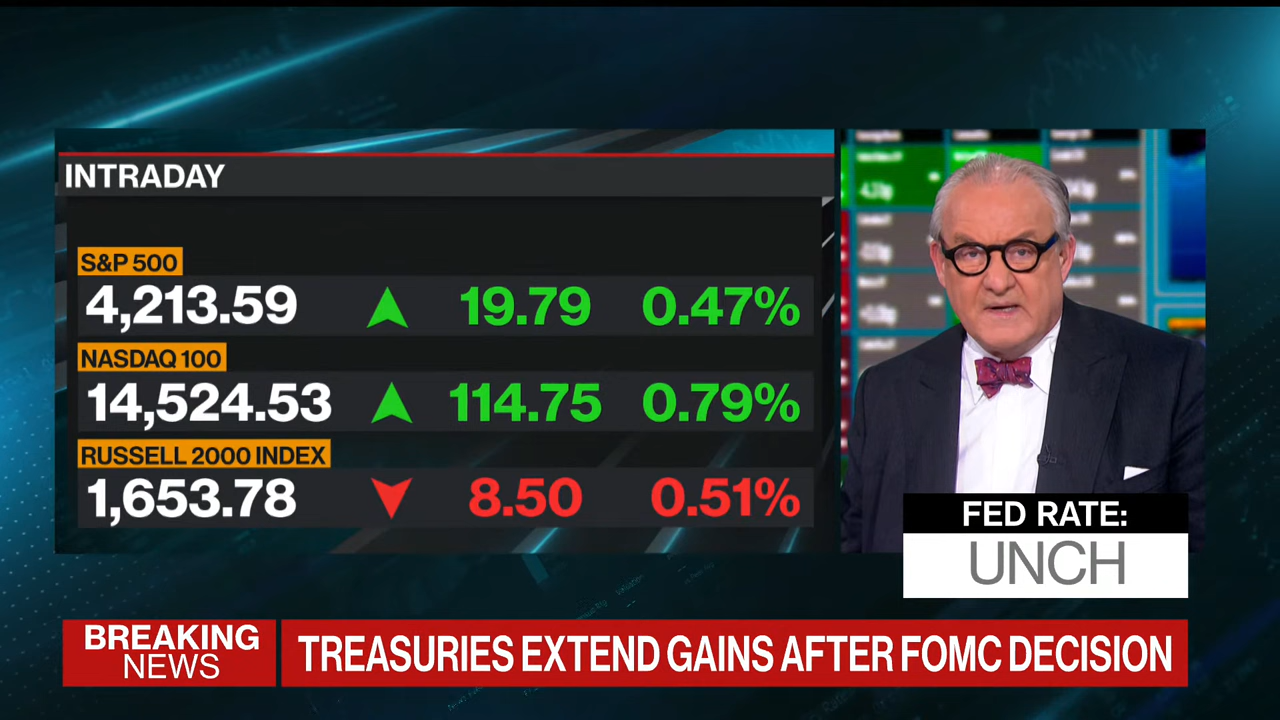 INTRADAY
S&P 500
4,213.59 19.79 0.47%
NASDAQ 100
14,524.53 114.75 0.79%
RUSSELL 2000 INDEX
1,653.78 8.50 0.51%
FED RATE:
UNCH
BREAKING
NEWS
TREASURIES EXTEND GAINS AFTER FOMC DECISION